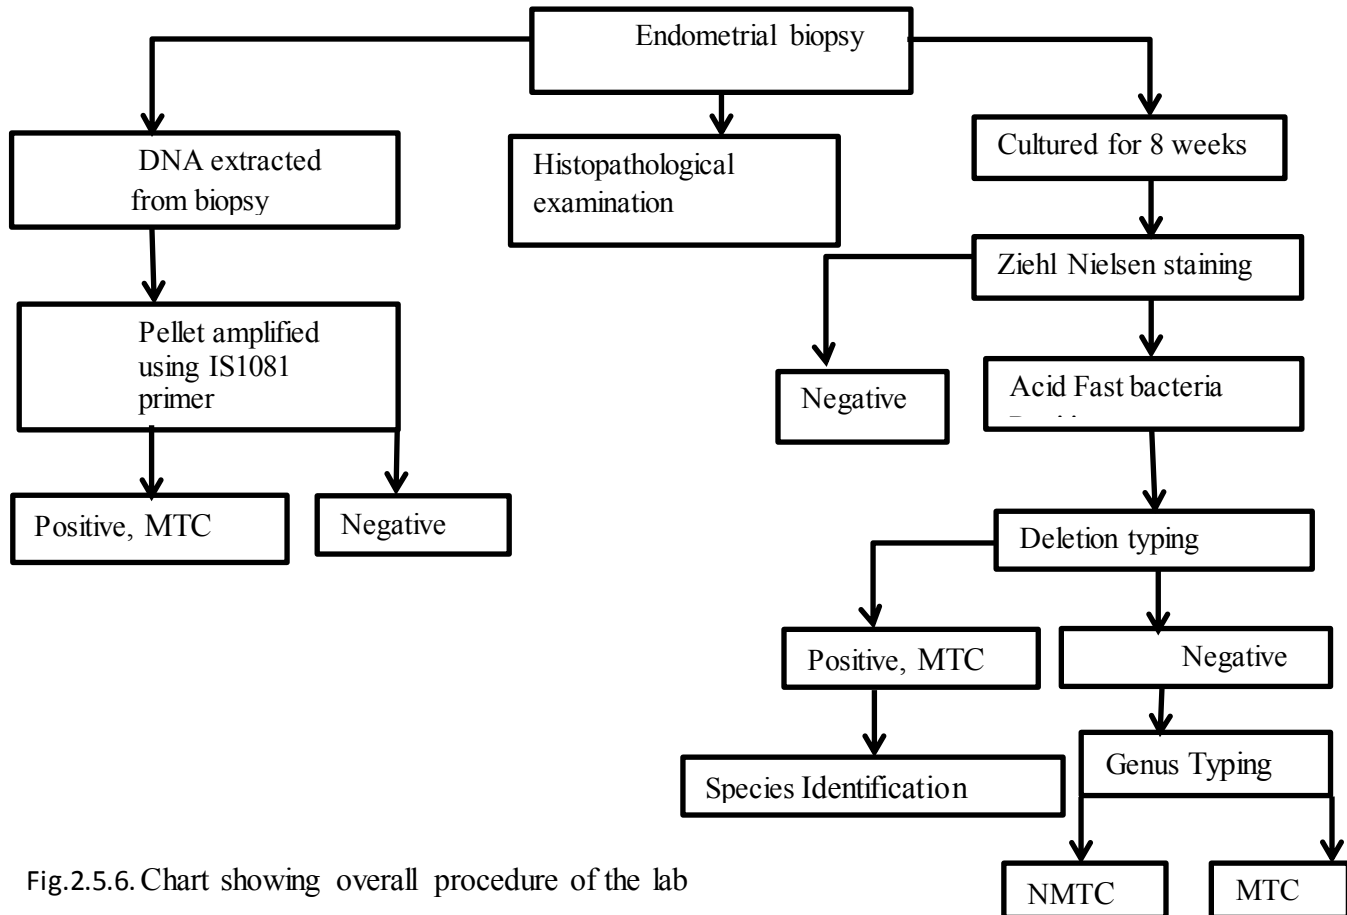 Endometrial biopsy
DNA extracted
from biopsy
Histopathological
examination
Cultured for 8 weeks
Ziehl Nielsen staining
Pellet amplified
using IS1081
primer
Negative
Acid Fast bacteria
Positive, MTC
Negative
Deletion typing
Positive, MTC
Negative
Species Identification
Genus Typing
NMTC
MTC
Fig.2.5.6. Chart showing overall procedure of the lab